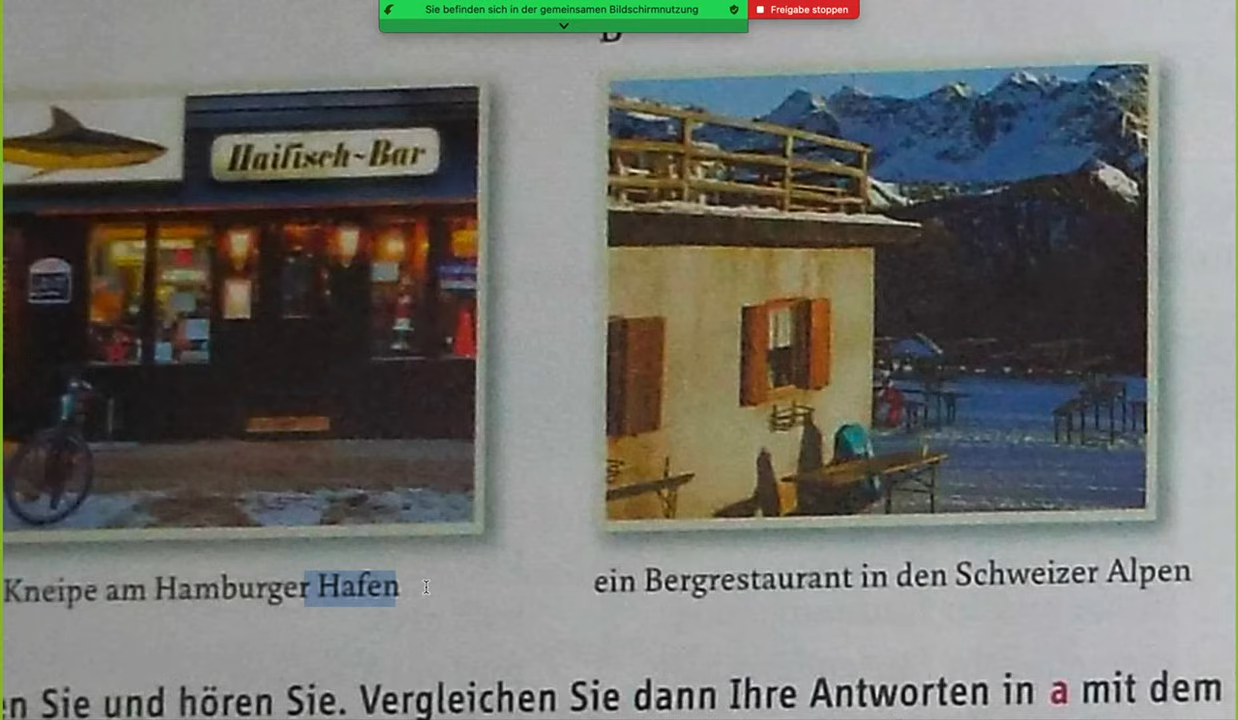 Sie befinden sich in der gemeinsamen Bildschirmnutzung
Freigabe stoppen
Haifisch-Bar
Kneipe am Hamburger Hafen
ein Bergrestaurant in den Schweizer Alpen
Sie und hören Sie. Vergleichen Sie dann Ihre Antworten in a mit dem